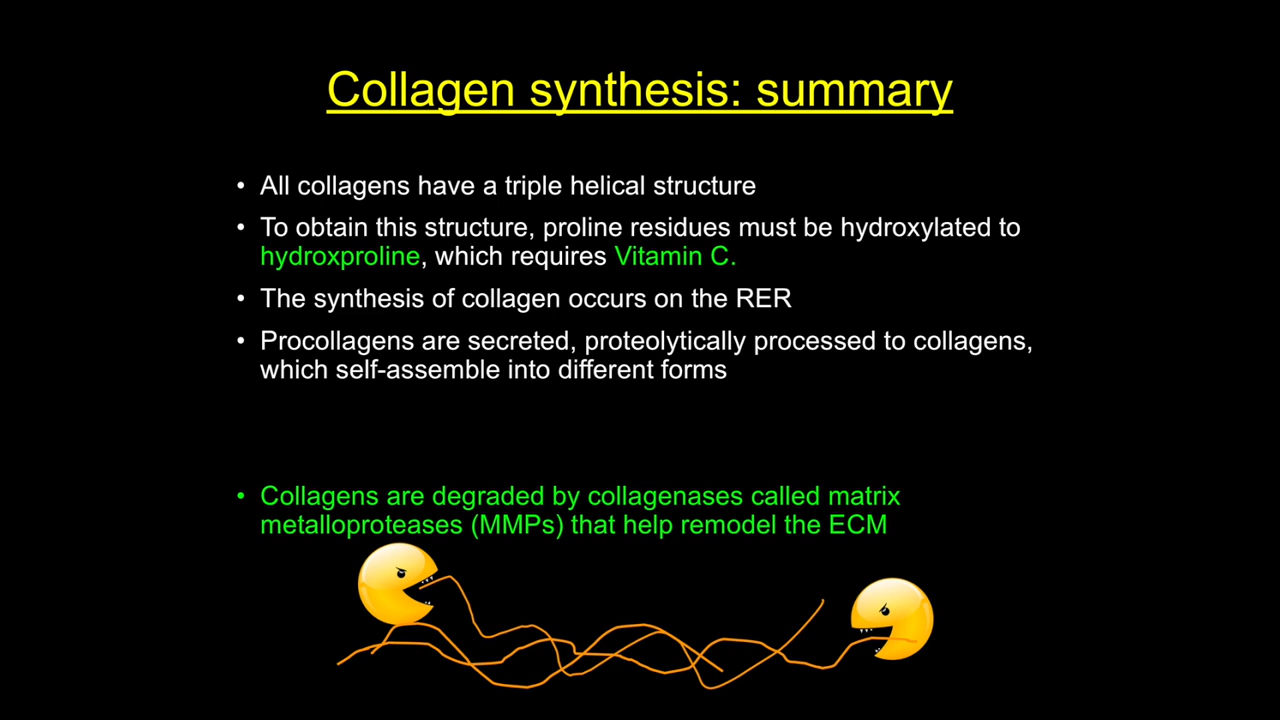 Collagen synthesis: summary
• All collagens have a triple helical structure
• To obtain this structure, proline residues must be hydroxylated to
hydroxproline, which requires Vitamin C.
• The synthesis of collagen occurs on the RER
• Procollagens are secreted, proteolytically processed to collagens,
which self-assemble into different forms
• Collagens are degraded by collagenases called matrix
metalloproteases (MMPs) that help remodel the ECM